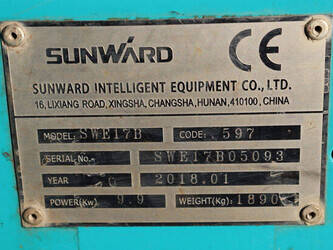 SUNWARD CE
SUNWARD INTELLIGENT EQUIPMENT CO., LTD.
16, LIXIANG ROAD, XINGSHA, CHANGSHA, HUNAN, 410100, CHINA
MODEL: SWE17B CODE: 597
SERIAL No. SWE17B05093
YEAR 2018.01
POWER(Kw) 9.9 WEIGHT(Kg): 1890